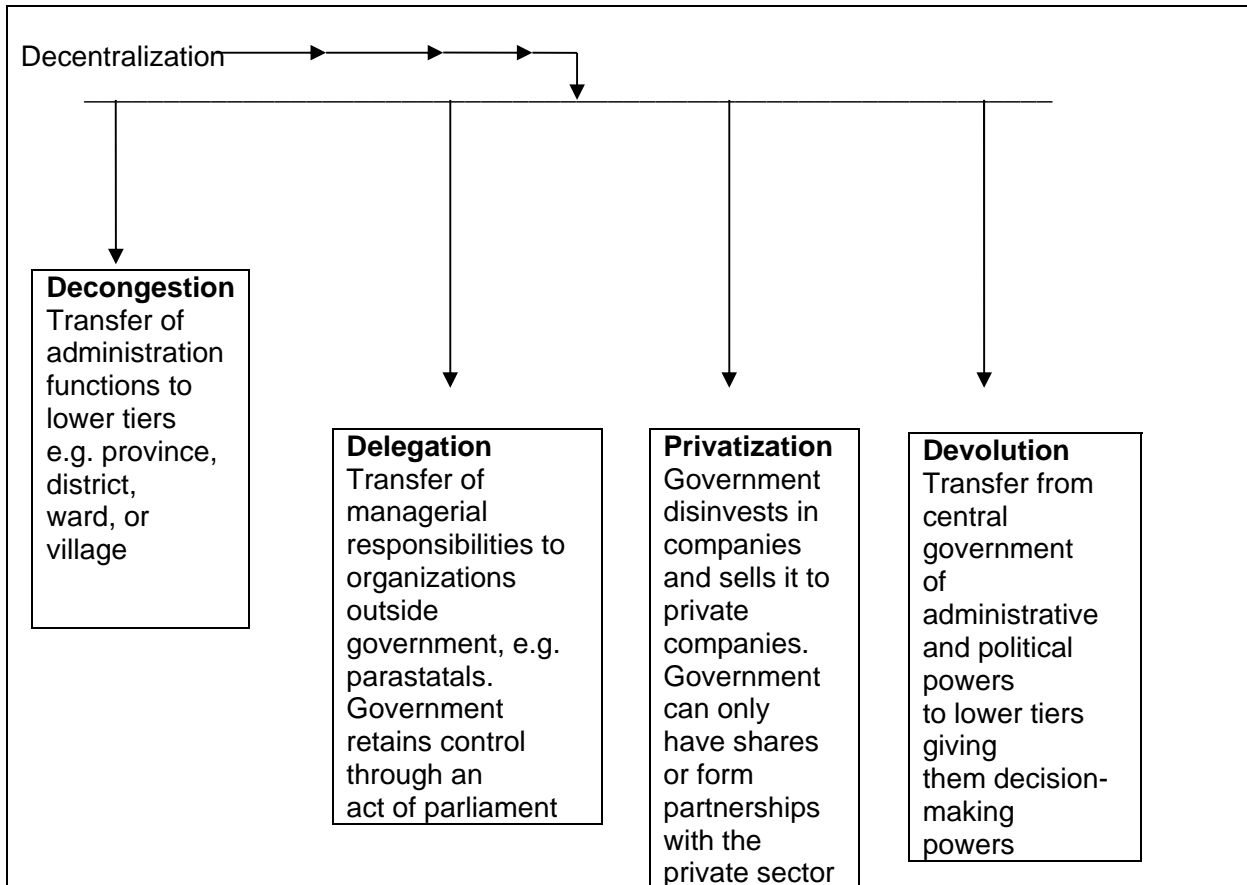 Decentralization
Decongestion
Transfer of
administration
functions to
lower tiers
e.g. province,
district,
ward, or
village
Delegation
Transfer of
managerial
responsibilities to
organizations
outside
government, e.g.
parastatals.
Government
retains control
through an
act of parliament
Privatization
Government
disinvests in
companies
and sells it to
private
companies.
Government
can only
have shares
or form
partnerships
with the
private sector
Devolution
Transfer from
central
government
of
administrative
and political
powers
to lower tiers
giving
them decision-
making
powers